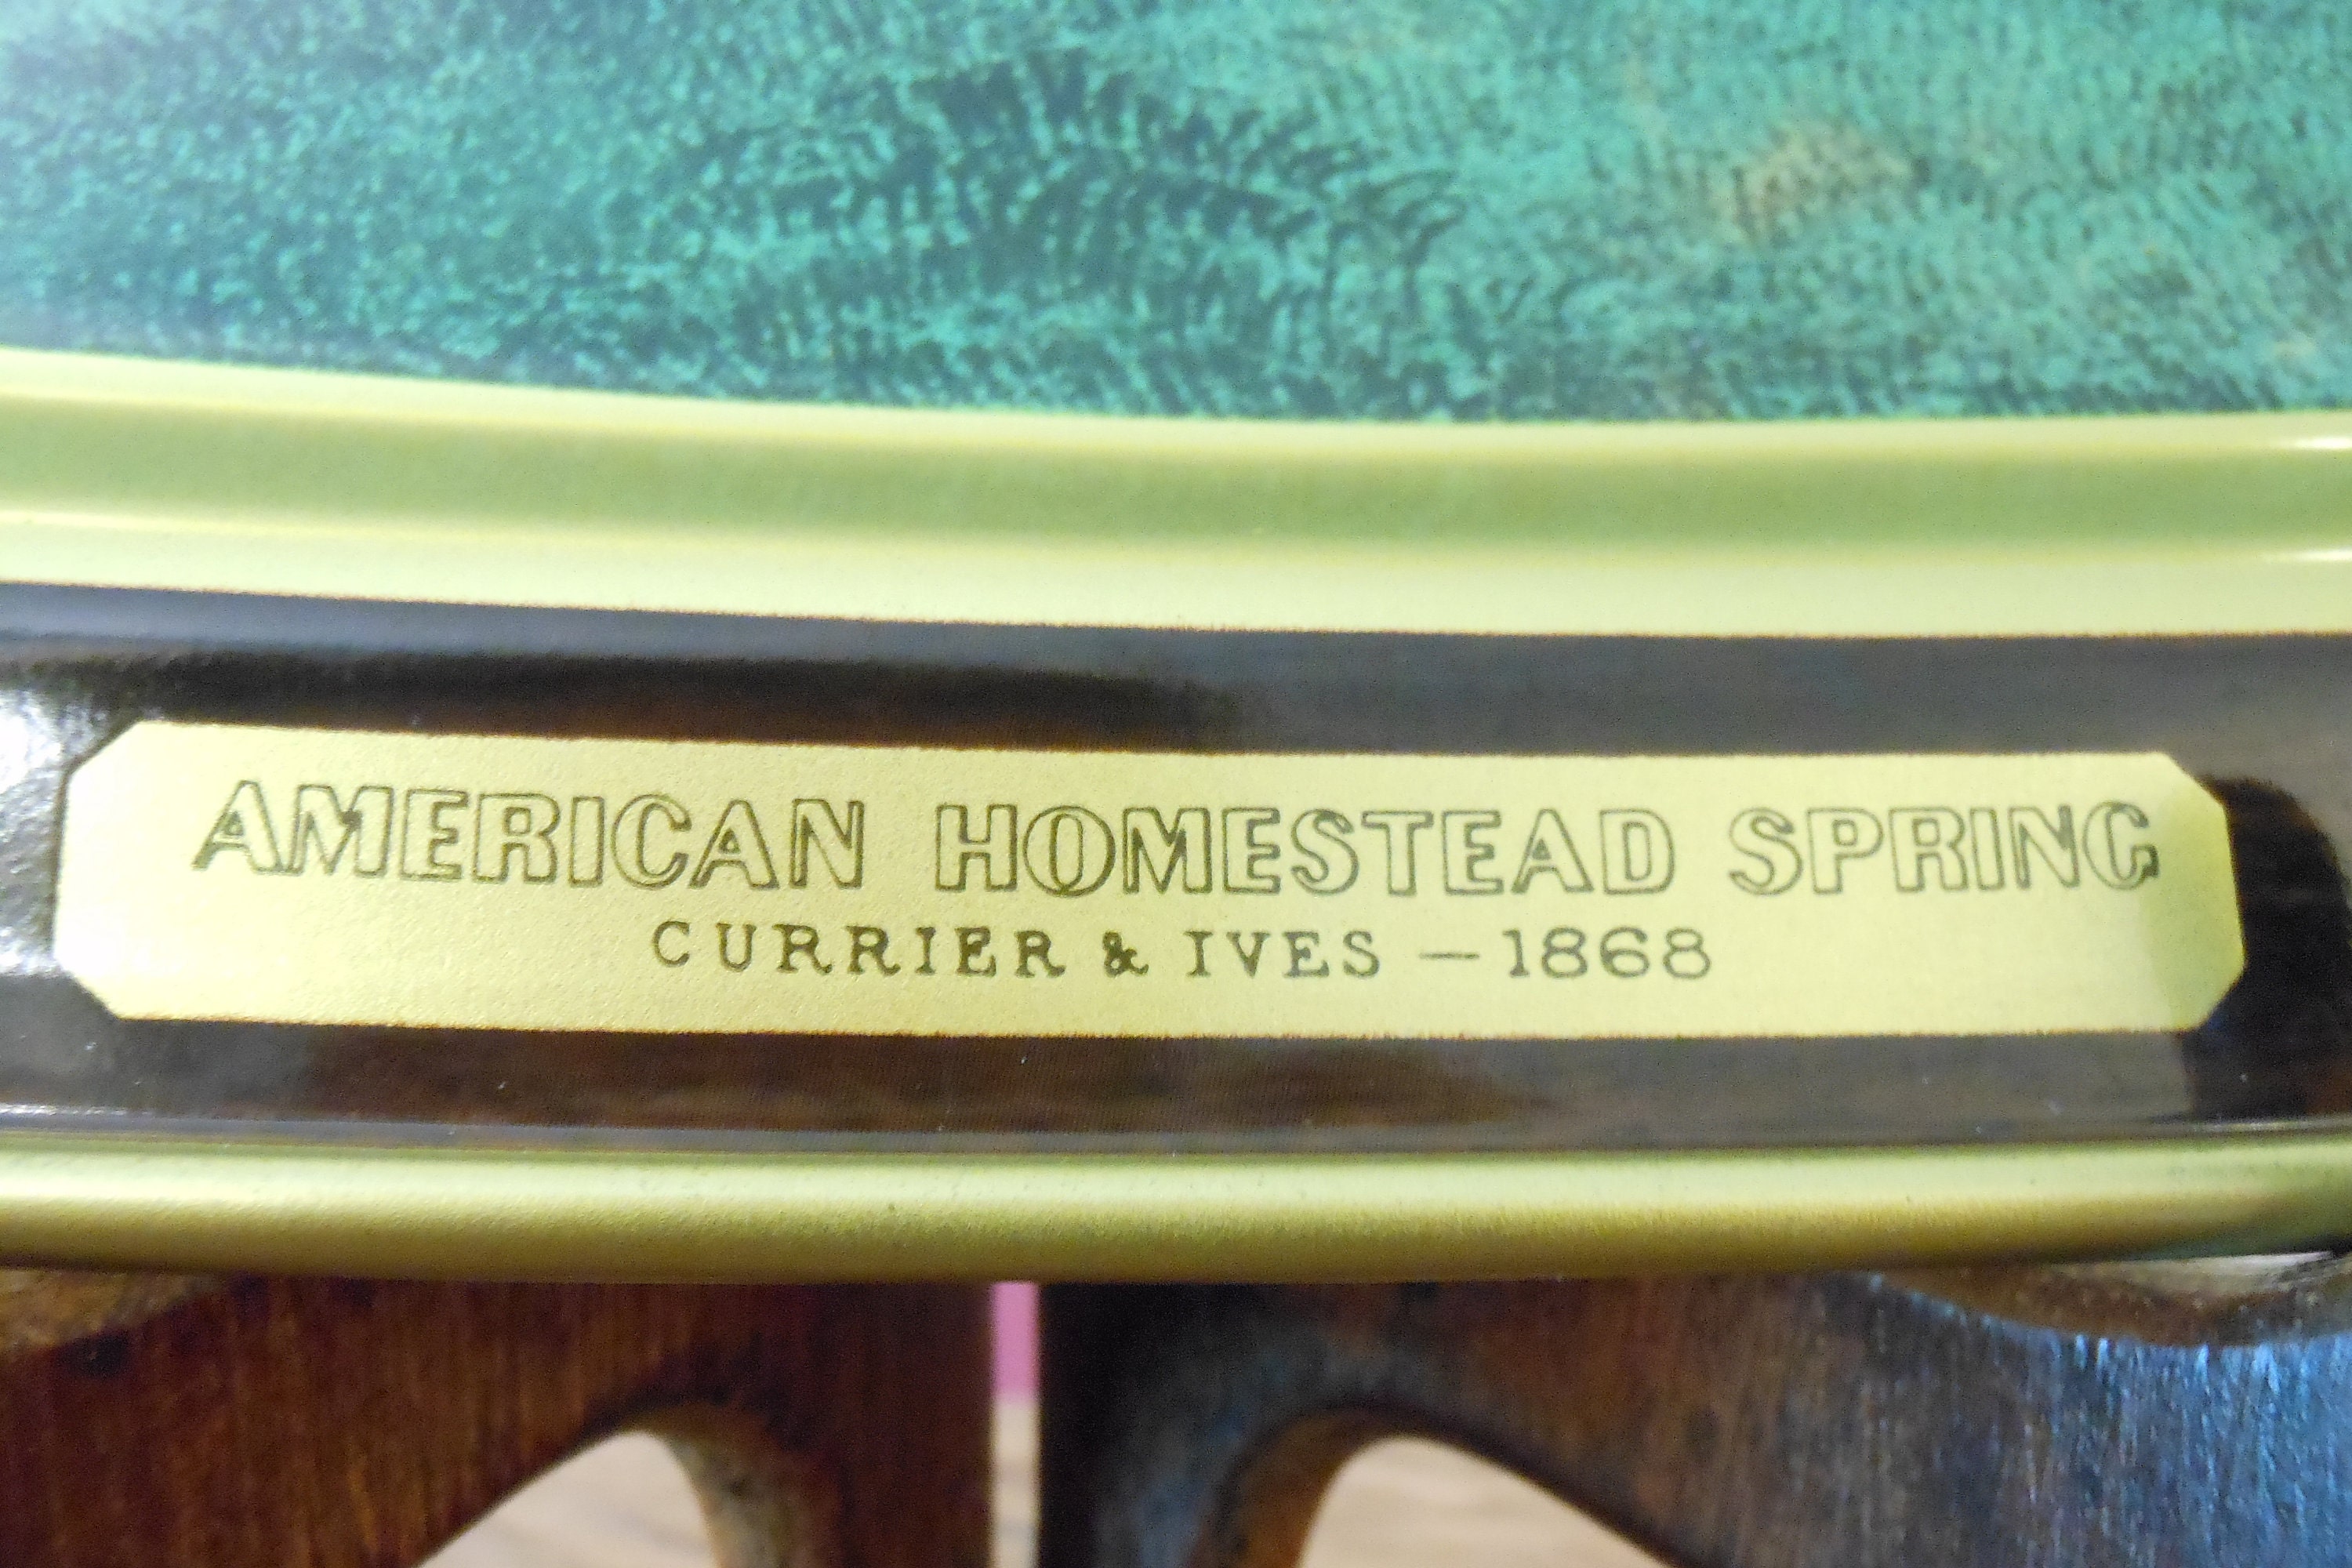 AMERICAN HOMESTEAD SPRING
CURRIER & IVES — 1868